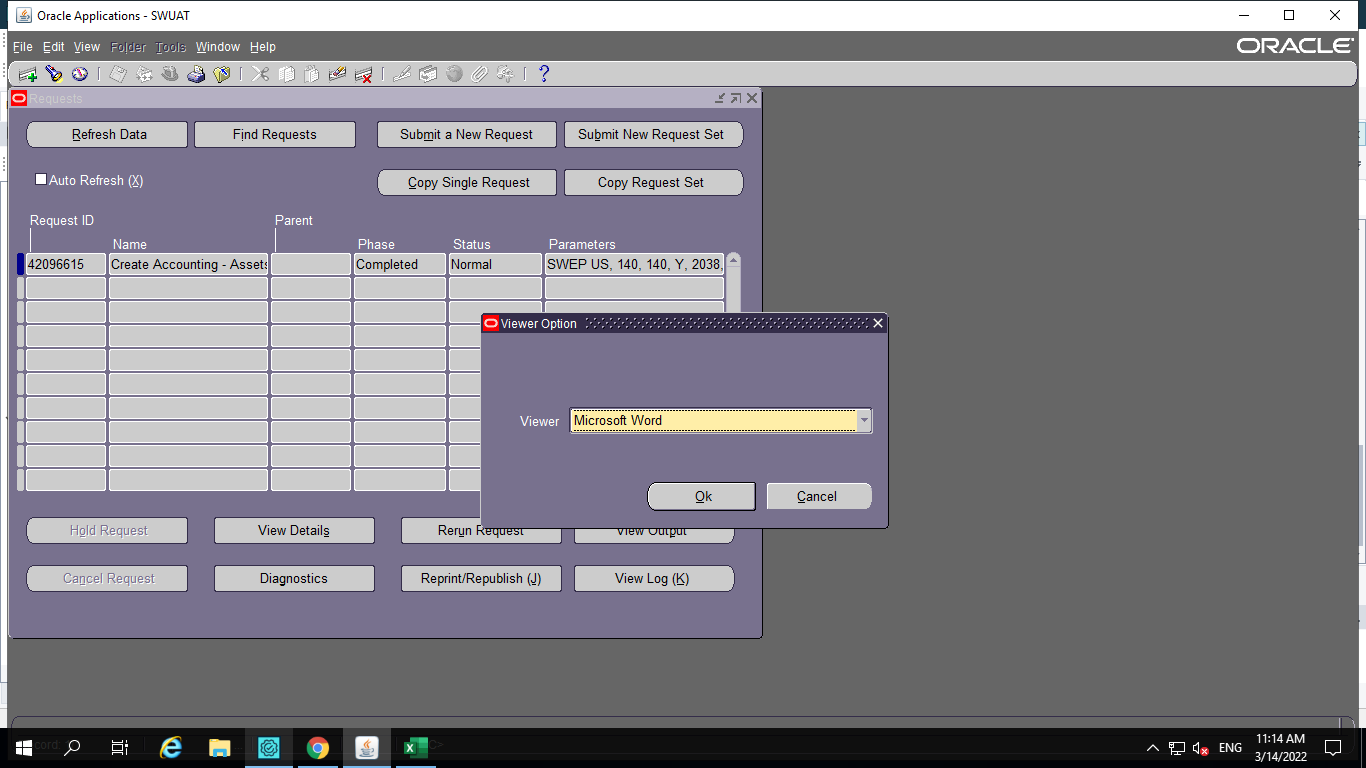 Oracle Applications - SWUAT
File Edit View Folder Tools Window Help
ORACLE
Requests
Refresh Data Find Requests Submit a New Request Submit New Request Set
Auto Refresh (X)
Copy Single Request Copy Request Set
Request ID Parent
Name Phase Status Parameters
42096615 Create Accounting - Assets Completed Normal SWEP US, 140, 140, Y, 2038,
Viewer Option
Viewer Microsoft Word
Ok Cancel
Hold Request View Details Rerun Request View Output
Cancel Request Diagnostics Reprint/Republish (J) View Log (K)
ENG
11:14 AM
3/14/2022